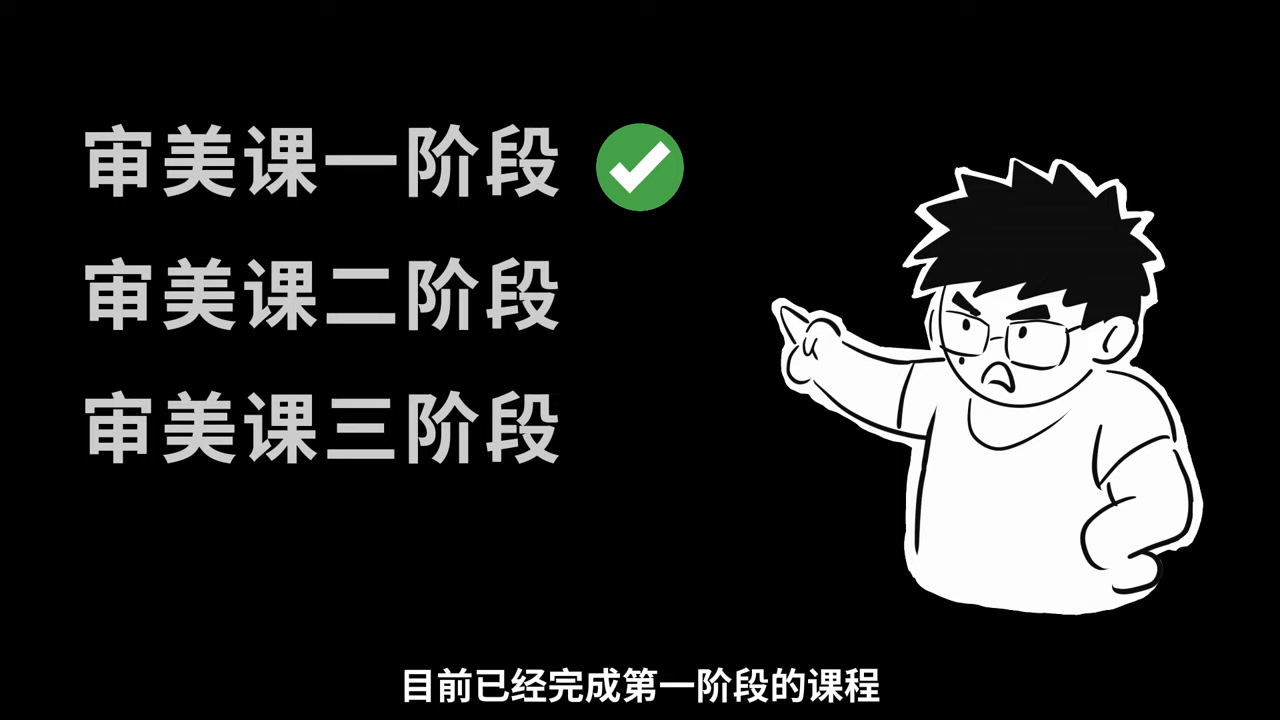 审美课一阶段
审美课二阶段
审美课三阶段
目前已经完成第一阶段的课程